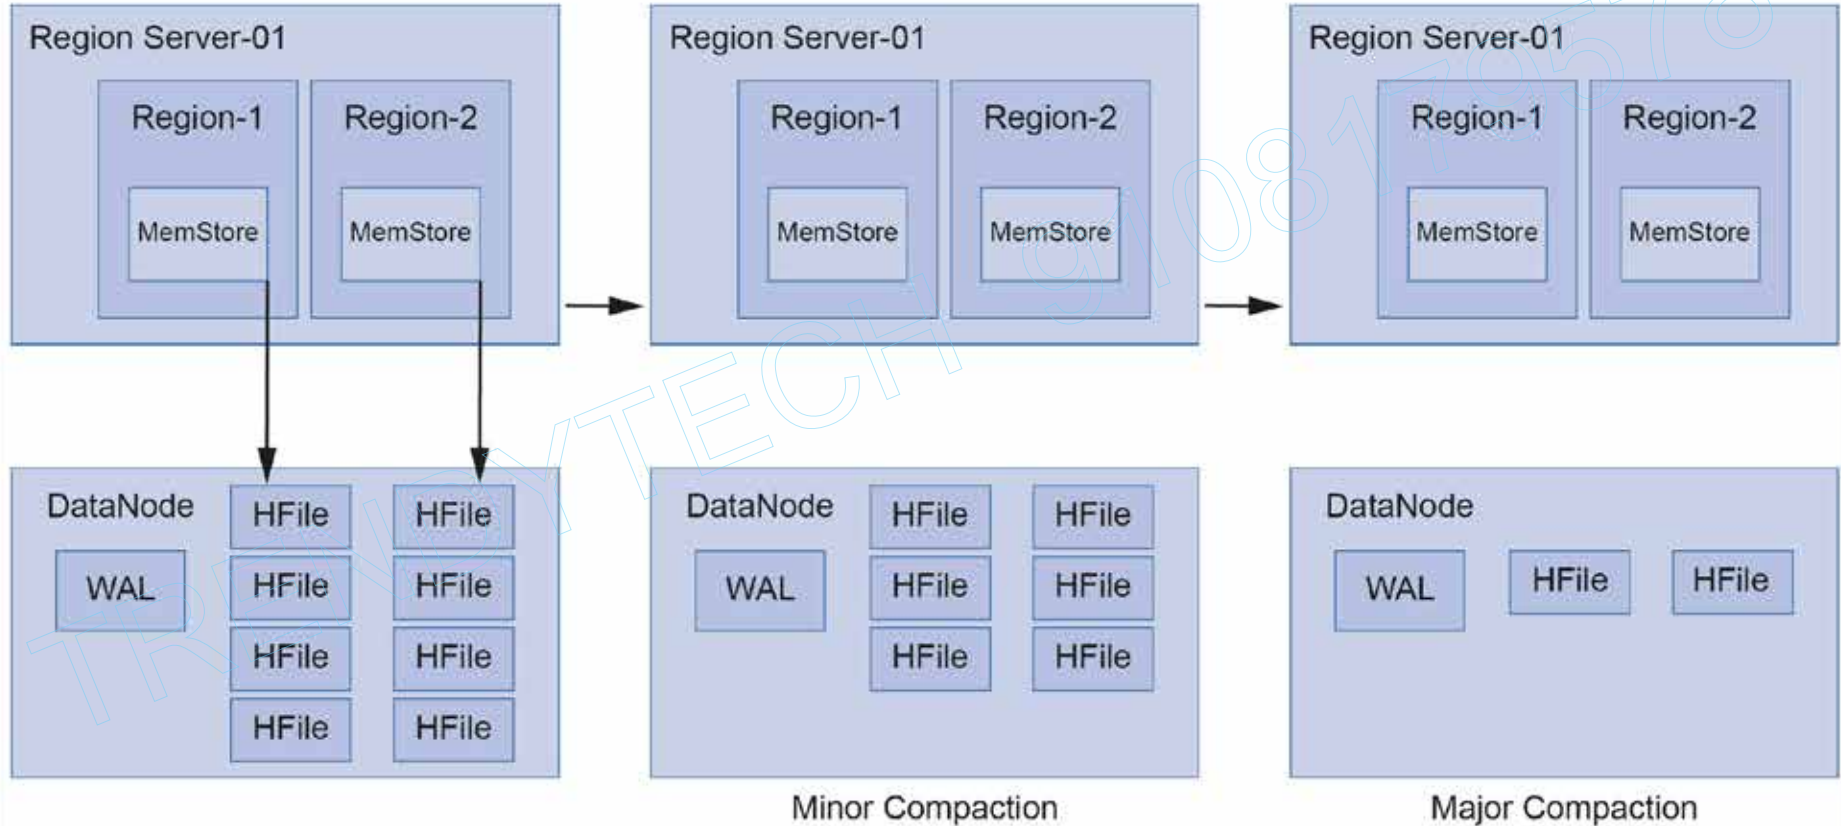 Region Server-01
Region-1
Region-2
MemStore
MemStore
DataNode
WAL
HFile
HFile
HFile
HFile
HFile
HFile
HFile
HFile
Region Server-01
Region-1
Region-2
MemStore
MemStore
DataNode
WAL
HFile
HFile
HFile
HFile
HFile
HFile
Minor Compaction
Region Server-01
Region-1
Region-2
MemStore
MemStore
DataNode
WAL
HFile
HFile
Major Compaction